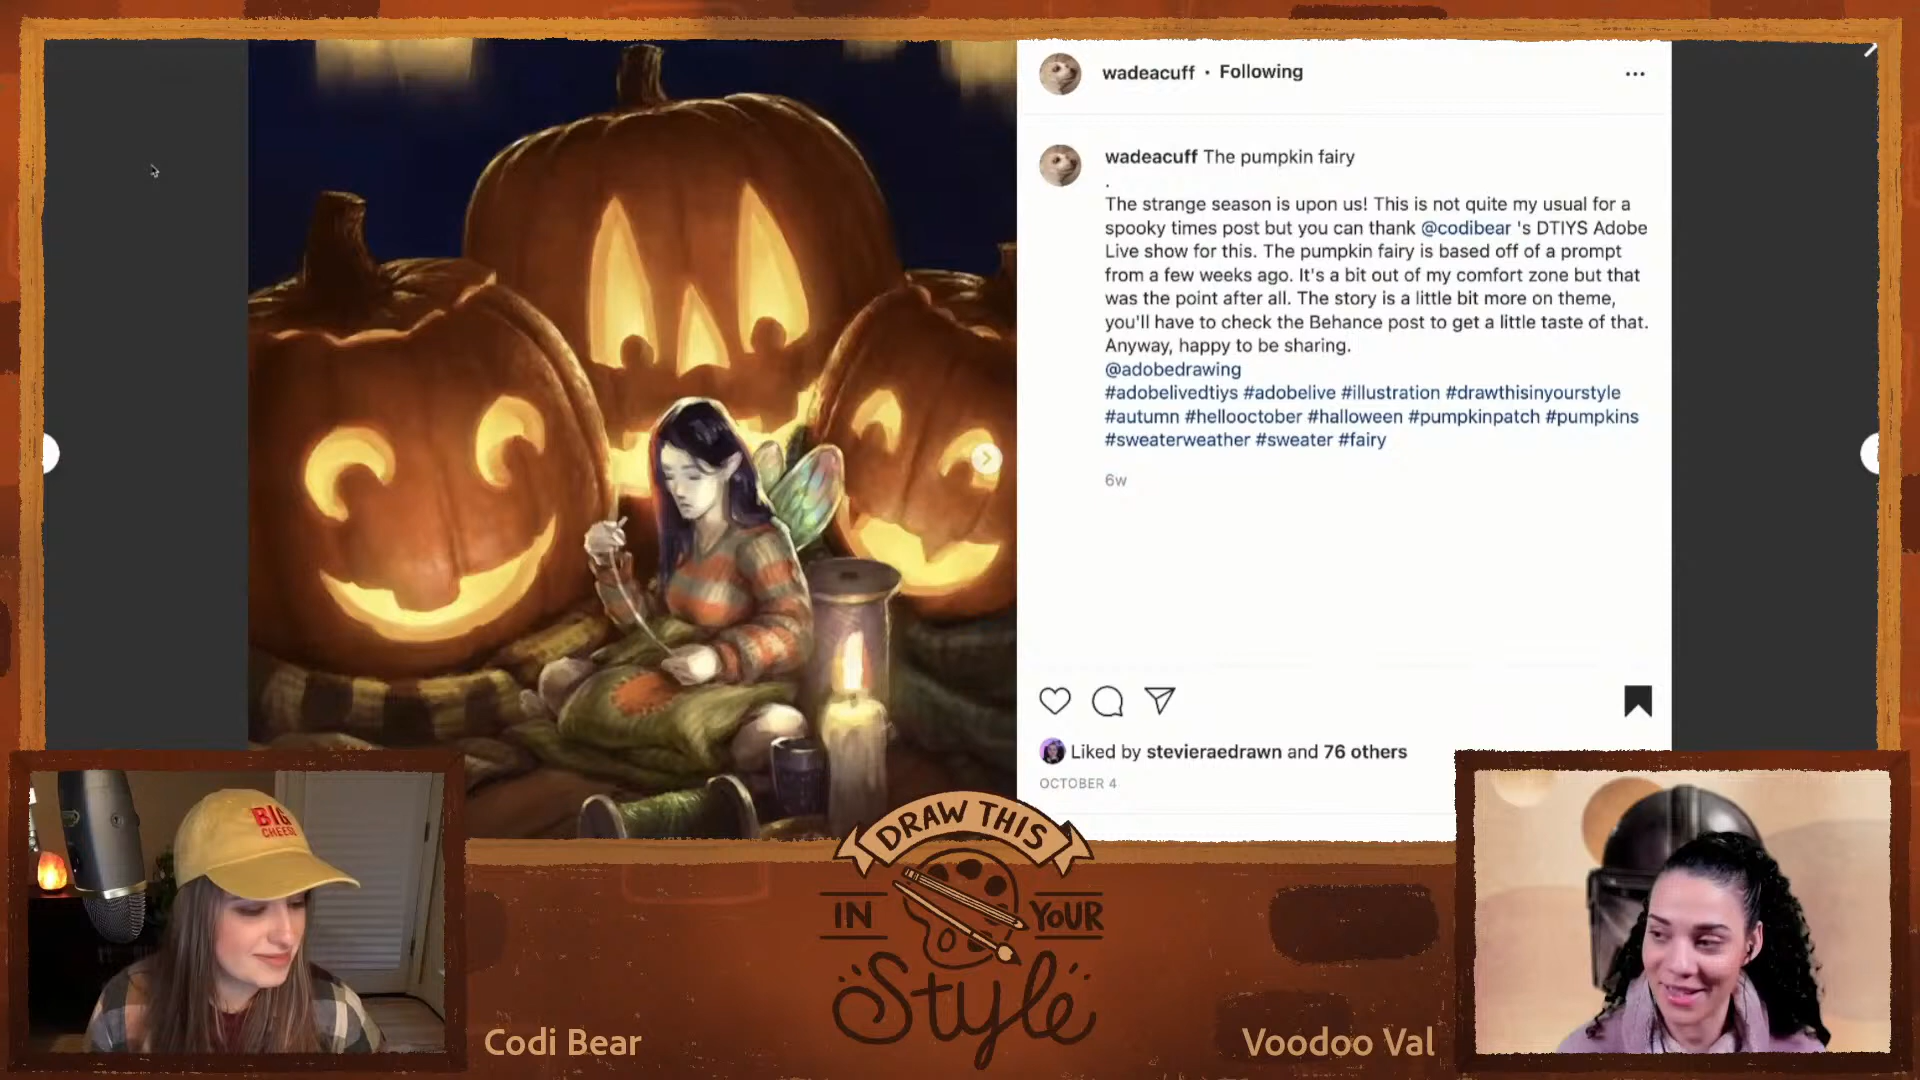 wadeacuff • Following
wadeacuff The pumpkin fairy
.
The strange season is upon us! This is not quite my usual for a
spooky times post but you can thank @codibear 's DTIYS Adobe
Live show for this. The pumpkin fairy is based off of a prompt
from a few weeks ago. It's a bit out of my comfort zone but that
was the point after all. The story is a little bit more on theme,
you'll have to check the Behance post to get a little taste of that.
Anyway, happy to be sharing.
@adobedrawing
#adobelivedtiys #adobelive #illustration #drawthisinyourstyle
#autumn #hellooctober #halloween #pumpkinpatch #pumpkins
#sweaterweather #sweater #fairy
6w
Liked by stevieraedrawn and 76 others
OCTOBER 4
BIG
CHEESE
DRAW THIS
IN YOUR
Style
Codi Bear
Voodoo Val